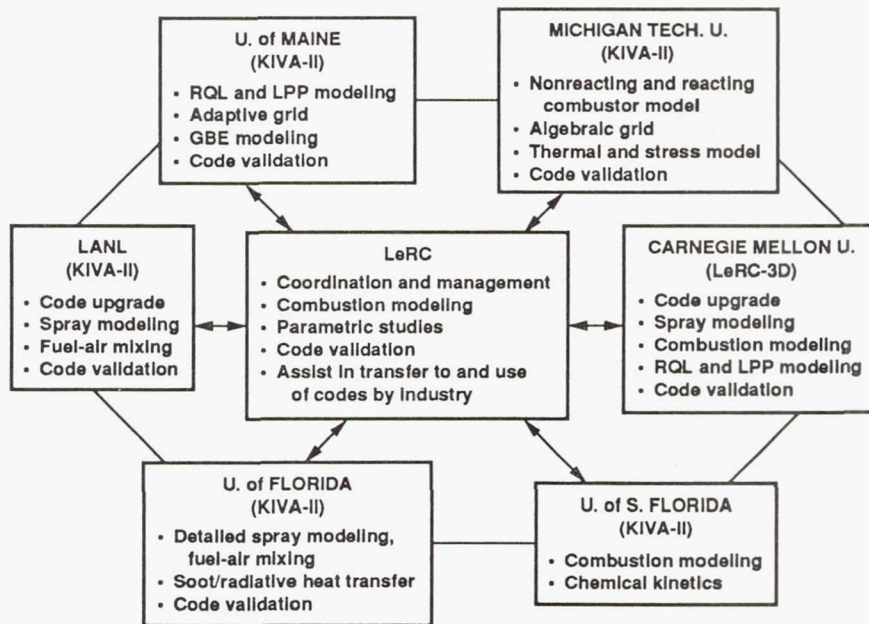 U. of MAINE
(KIVA-II)
• RQL and LPP modeling
• Adaptive grid
• GBE modeling
• Code validation
MICHIGAN TECH. U.
(KIVA-II)
• Nonreacting and reacting
combustor model
• Algebraic grid
• Thermal and stress model
• Code validation
LANL
(KIVA-II)
• Code upgrade
• Spray modeling
• Fuel-air mixing
• Code validation
LeRC
• Coordination and management
• Combustion modeling
• Parametric studies
• Code validation
• Assist in transfer to and use
of codes by industry
CARNEGIE MELLON U.
(LeRC-3D)
• Code upgrade
• Spray modeling
• Combustion modeling
• RQL and LPP modeling
• Code validation
U. of FLORIDA
(KIVA-II)
• Detailed spray modeling,
fuel-air mixing
• Soot/radiative heat transfer
• Code validation
U. of S. FLORIDA
(KIVA-II)
• Combustion modeling
• Chemical kinetics